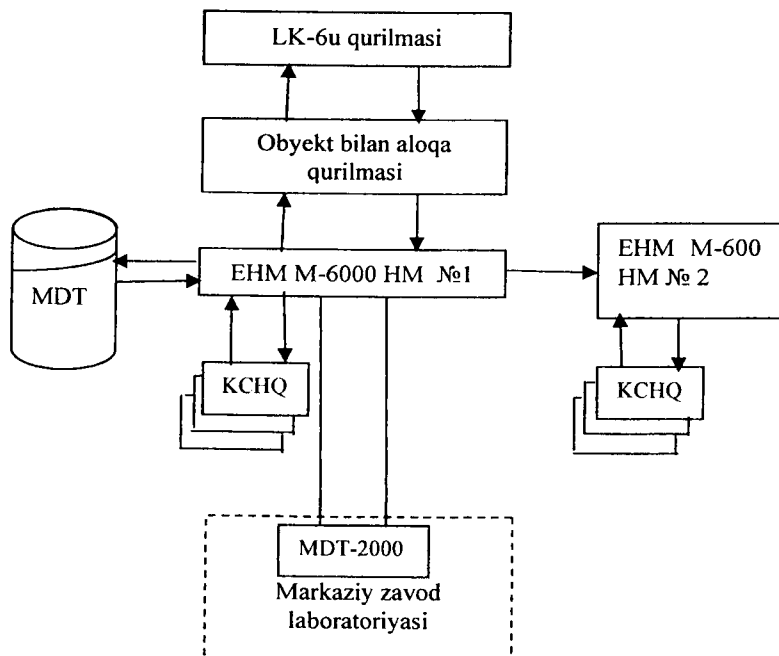 LK-6u qurilmasi
Obyekt bilan aloqa
qurilmasi
MDT
EHM M-6000 HM №1
EHM M-600
HM № 2
KCHQ
KCHQ
MDT-2000
Markaziy zavod
laboratoriyasi